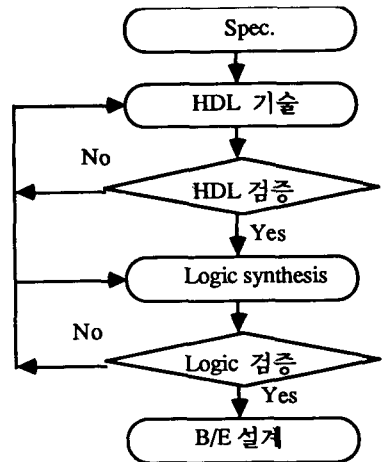 Spec.
HDL 기술
No
HDL 검증
Yes
Logic synthesis
No
Logic 검증
Yes
B/E 설계